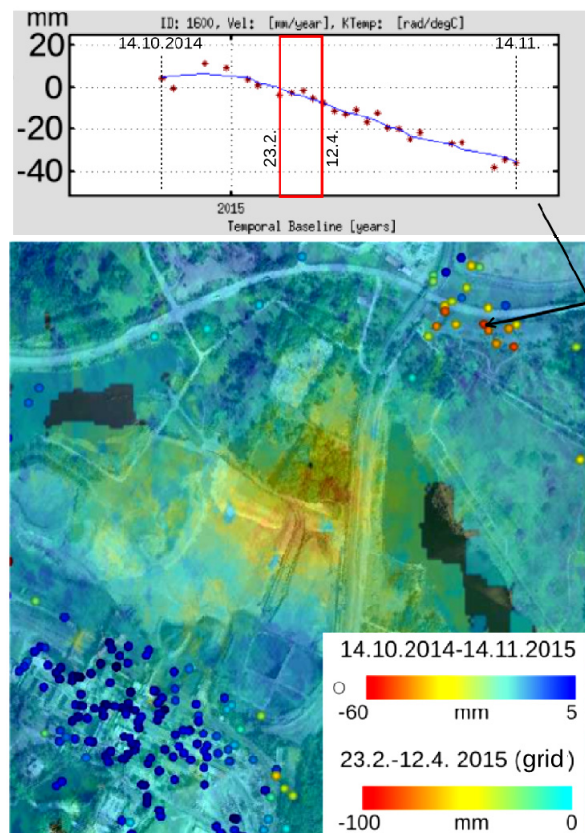 ID: 1600, Vel: [mm/year], KTemp: [rad/degC]
mm
20
0
-20
-40
14.10.2014
14.11.
23.2.
12.4.
2015
Temporal Baseline [years]
14.10.2014-14.11.2015
-60 mm 5
23.2.-12.4. 2015 (grid)
-100 mm 0